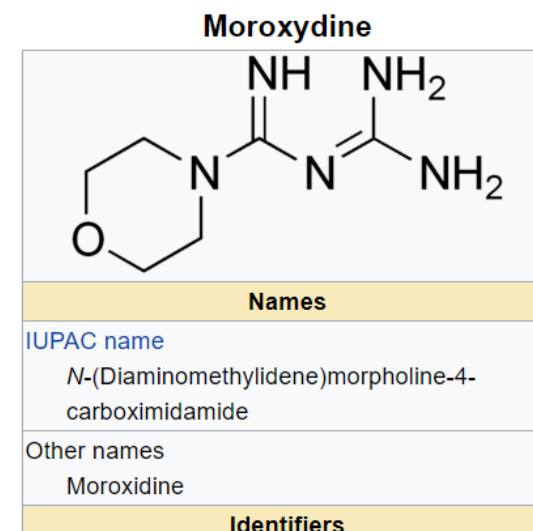 Moroxydine
NH NH₂
N N NH₂
O
Names
IUPAC name
N-(Diaminomethylidene)morpholine-4-
carboximidamide
Other names
Moroxidine
Identifiers